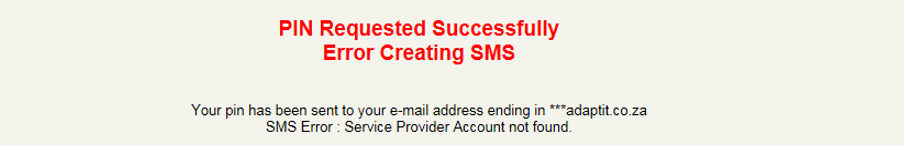 PIN Requested Successfully
Error Creating SMS
Your pin has been sent to your e-mail address ending in ***adaptit.co.za
SMS Error : Service Provider Account not found.